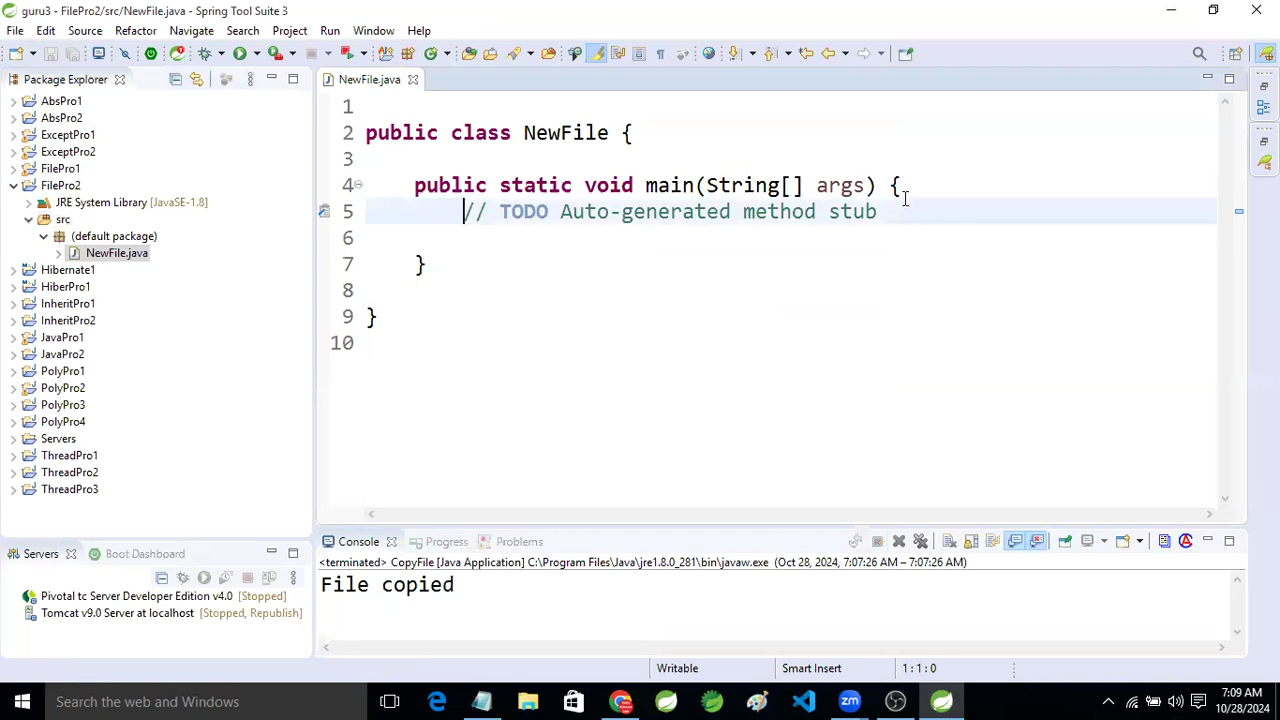 guru3 - FilePro2/src/NewFile.java - Spring Tool Suite 3
File Edit Source Refactor Navigate Search Project Run Window Help
Package Explorer
NewFile.java
AbsPro1
AbsPro2
ExceptPro1
ExceptPro2
FilePro1
FilePro2
JRE System Library [JavaSE-1.8]
src
(default package)
NewFile.java
Hibernate1
HiberPro1
InheritPro1
InheritPro2
JavaPro1
JavaPro2
PolyPro1
PolyPro2
PolyPro3
PolyPro4
Servers
ThreadPro1
ThreadPro2
ThreadPro3
1
2 public class NewFile {
3
4 public static void main(String[] args) {
5 // TODO Auto-generated method stub
6
7 }
8
9 }
10
Servers Boot Dashboard
Pivotal tc Server Developer Edition v4.0 [Stopped]
Tomcat v9.0 Server at localhost [Stopped, Republish]
Console Progress Problems
<terminated> CopyFile [Java Application] C:\Program Files\Java\jre1.8.0_281\bin\javaw.exe (Oct 28, 2024, 7:07:26 AM – 7:07:26 AM)
File copied
Writable Smart Insert 1 : 1 : 0
Search the web and Windows
7:09 AM
10/28/2024